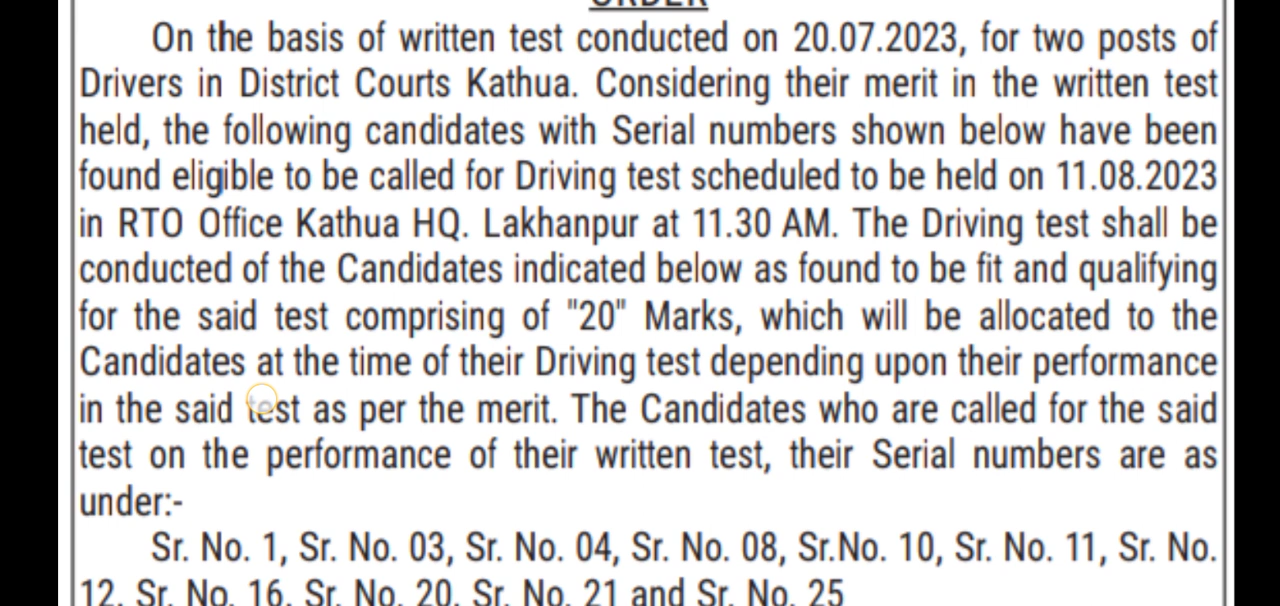 ORDER
On the basis of written test conducted on 20.07.2023, for two posts of
Drivers in District Courts Kathua. Considering their merit in the written test
held, the following candidates with Serial numbers shown below have been
found eligible to be called for Driving test scheduled to be held on 11.08.2023
in RTO Office Kathua HQ. Lakhanpur at 11.30 AM. The Driving test shall be
conducted of the Candidates indicated below as found to be fit and qualifying
for the said test comprising of "20" Marks, which will be allocated to the
Candidates at the time of their Driving test depending upon their performance
in the said test as per the merit. The Candidates who are called for the said
test on the performance of their written test, their Serial numbers are as
under:-
Sr. No. 1, Sr. No. 03, Sr. No. 04, Sr. No. 08, Sr.No. 10, Sr. No. 11, Sr. No.
12, Sr. No. 16, Sr. No. 20, Sr. No. 21 and Sr. No. 25